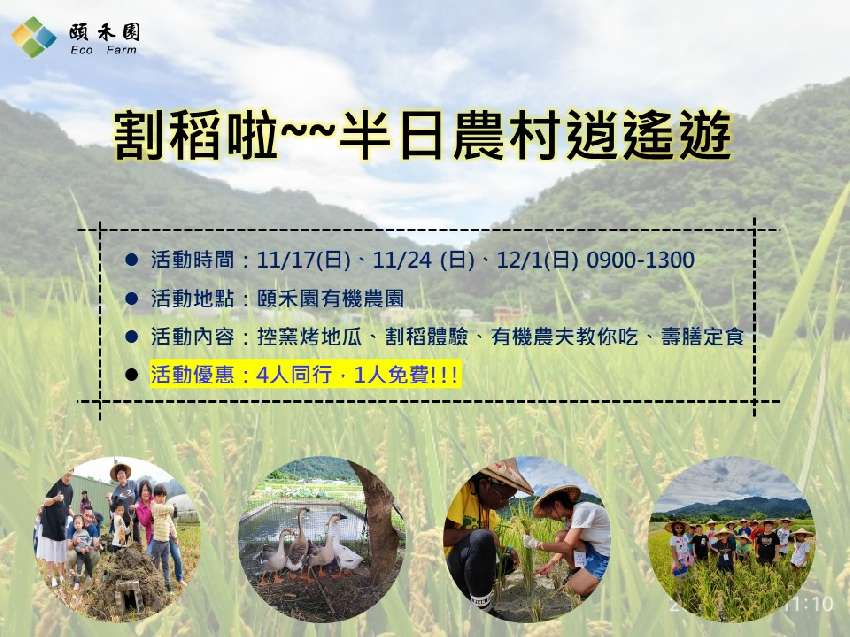 頤禾園
Eco Farm
割稻啦~~半日農村逍遙遊
● 活動時間：11/17(日)、11/24 (日)、12/1(日) 0900-1300
● 活動地點：頤禾園有機農園
● 活動內容：控窯烤地瓜、割稻體驗、有機農夫教你吃、壽膳定食
● 活動優惠：4人同行，1人免費!!!
11:10